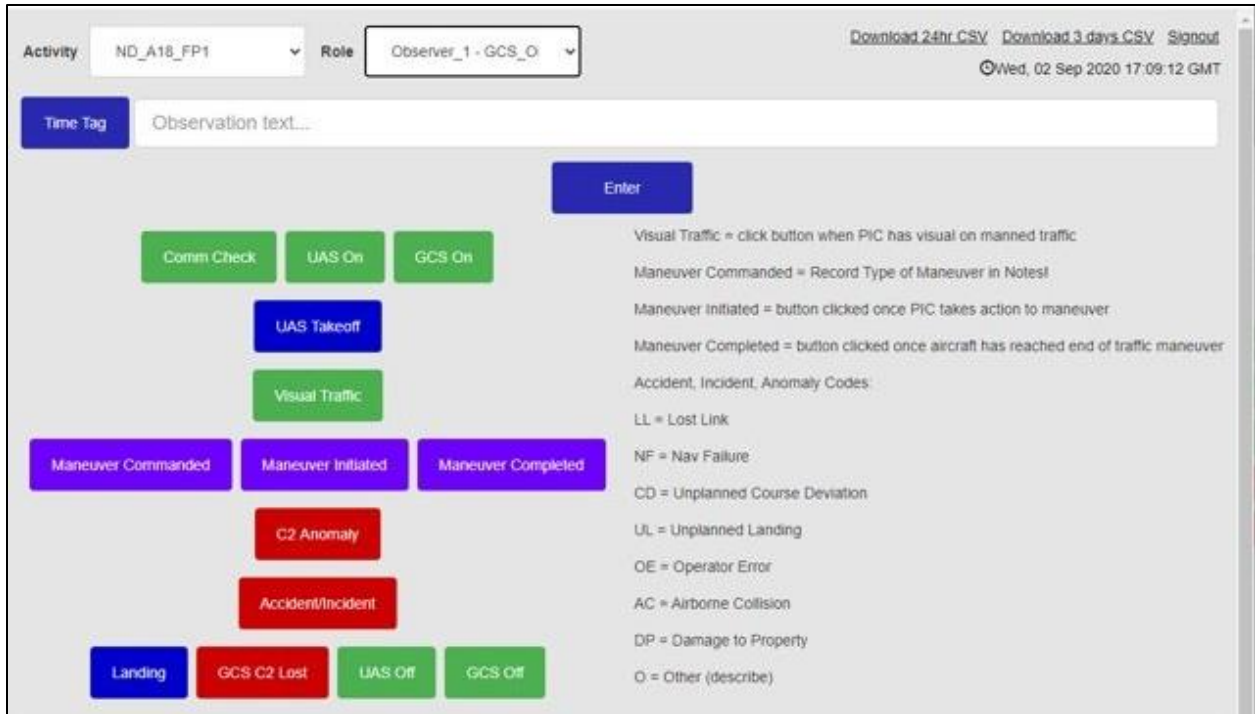 Activity ND_A18_FP1 Role Observer_1 - GCS_O Download 24hr CSV Download 3 days CSV Signout
Wed, 02 Sep 2020 17:09:12 GMT
Time Tag Observation text...
Enter
Comm Check UAS On GCS On
UAS Takeoff
Visual Traffic
Maneuver Commanded Maneuver Initiated Maneuver Completed
C2 Anomaly
Accident/Incident
Landing GCS C2 Lost UAS Off GCS Off
Visual Traffic = click button when PIC has visual on manned traffic
Maneuver Commanded = Record Type of Maneuver in Notes!
Maneuver Initiated = button clicked once PIC takes action to maneuver
Maneuver Completed = button clicked once aircraft has reached end of traffic maneuver
Accident, Incident, Anomaly Codes:
LL = Lost Link
NF = Nav Failure
CD = Unplanned Course Deviation
UL = Unplanned Landing
OE = Operator Error
AC = Airborne Collision
DP = Damage to Property
O = Other (describe)